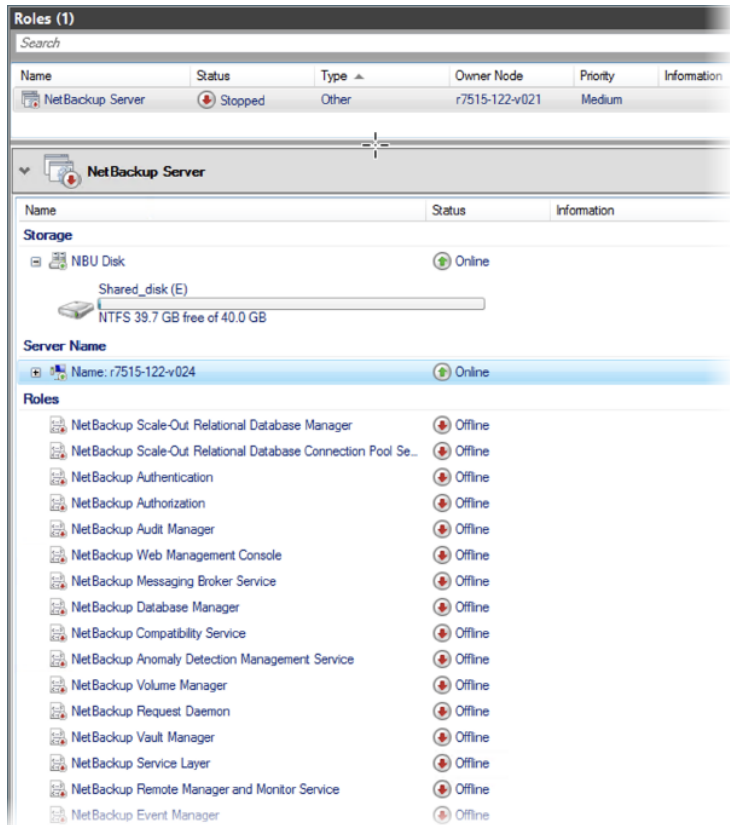 Roles (1)
Search
Name Status Type Owner Node Priority Information
NetBackup Server Stopped Other r7515-122-v021 Medium
NetBackup Server
Name Status Information
Storage
NBU Disk Online
Shared_disk (E)
NTFS 39.7 GB free of 40.0 GB
Server Name
Name: r7515-122-v024 Online
Roles
NetBackup Scale-Out Relational Database Manager Offline
NetBackup Scale-Out Relational Database Connection Pool Se... Offline
NetBackup Authentication Offline
NetBackup Authorization Offline
NetBackup Audit Manager Offline
NetBackup Web Management Console Offline
NetBackup Messaging Broker Service Offline
NetBackup Database Manager Offline
NetBackup Compatibility Service Offline
NetBackup Anomaly Detection Management Service Offline
NetBackup Volume Manager Offline
NetBackup Request Daemon Offline
NetBackup Vault Manager Offline
NetBackup Service Layer Offline
NetBackup Remote Manager and Monitor Service Offline
NetBackup Event Manager Offline